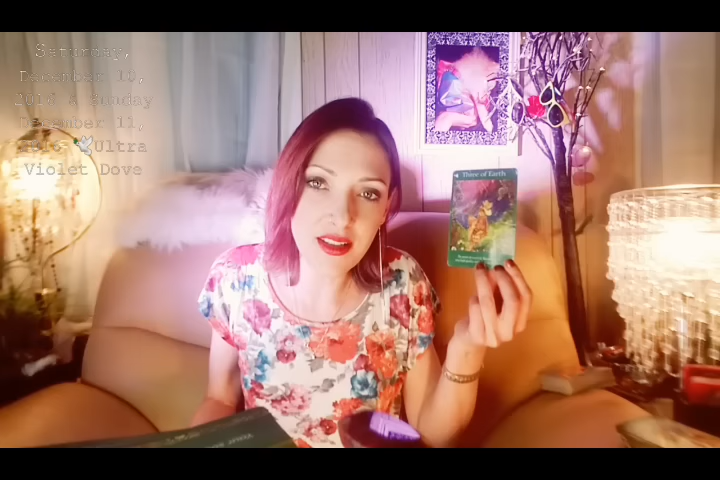 Saturday,
December 10,
2016 & Sunday
December 11,
2016 🕊Ultra
Violet Dove
Three of Earth